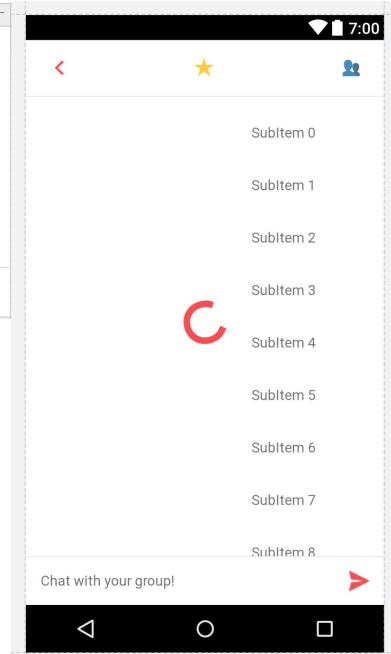 7:00
SubItem 0
SubItem 1
SubItem 2
SubItem 3
SubItem 4
SubItem 5
SubItem 6
SubItem 7
SubItem 8
Chat with your group!